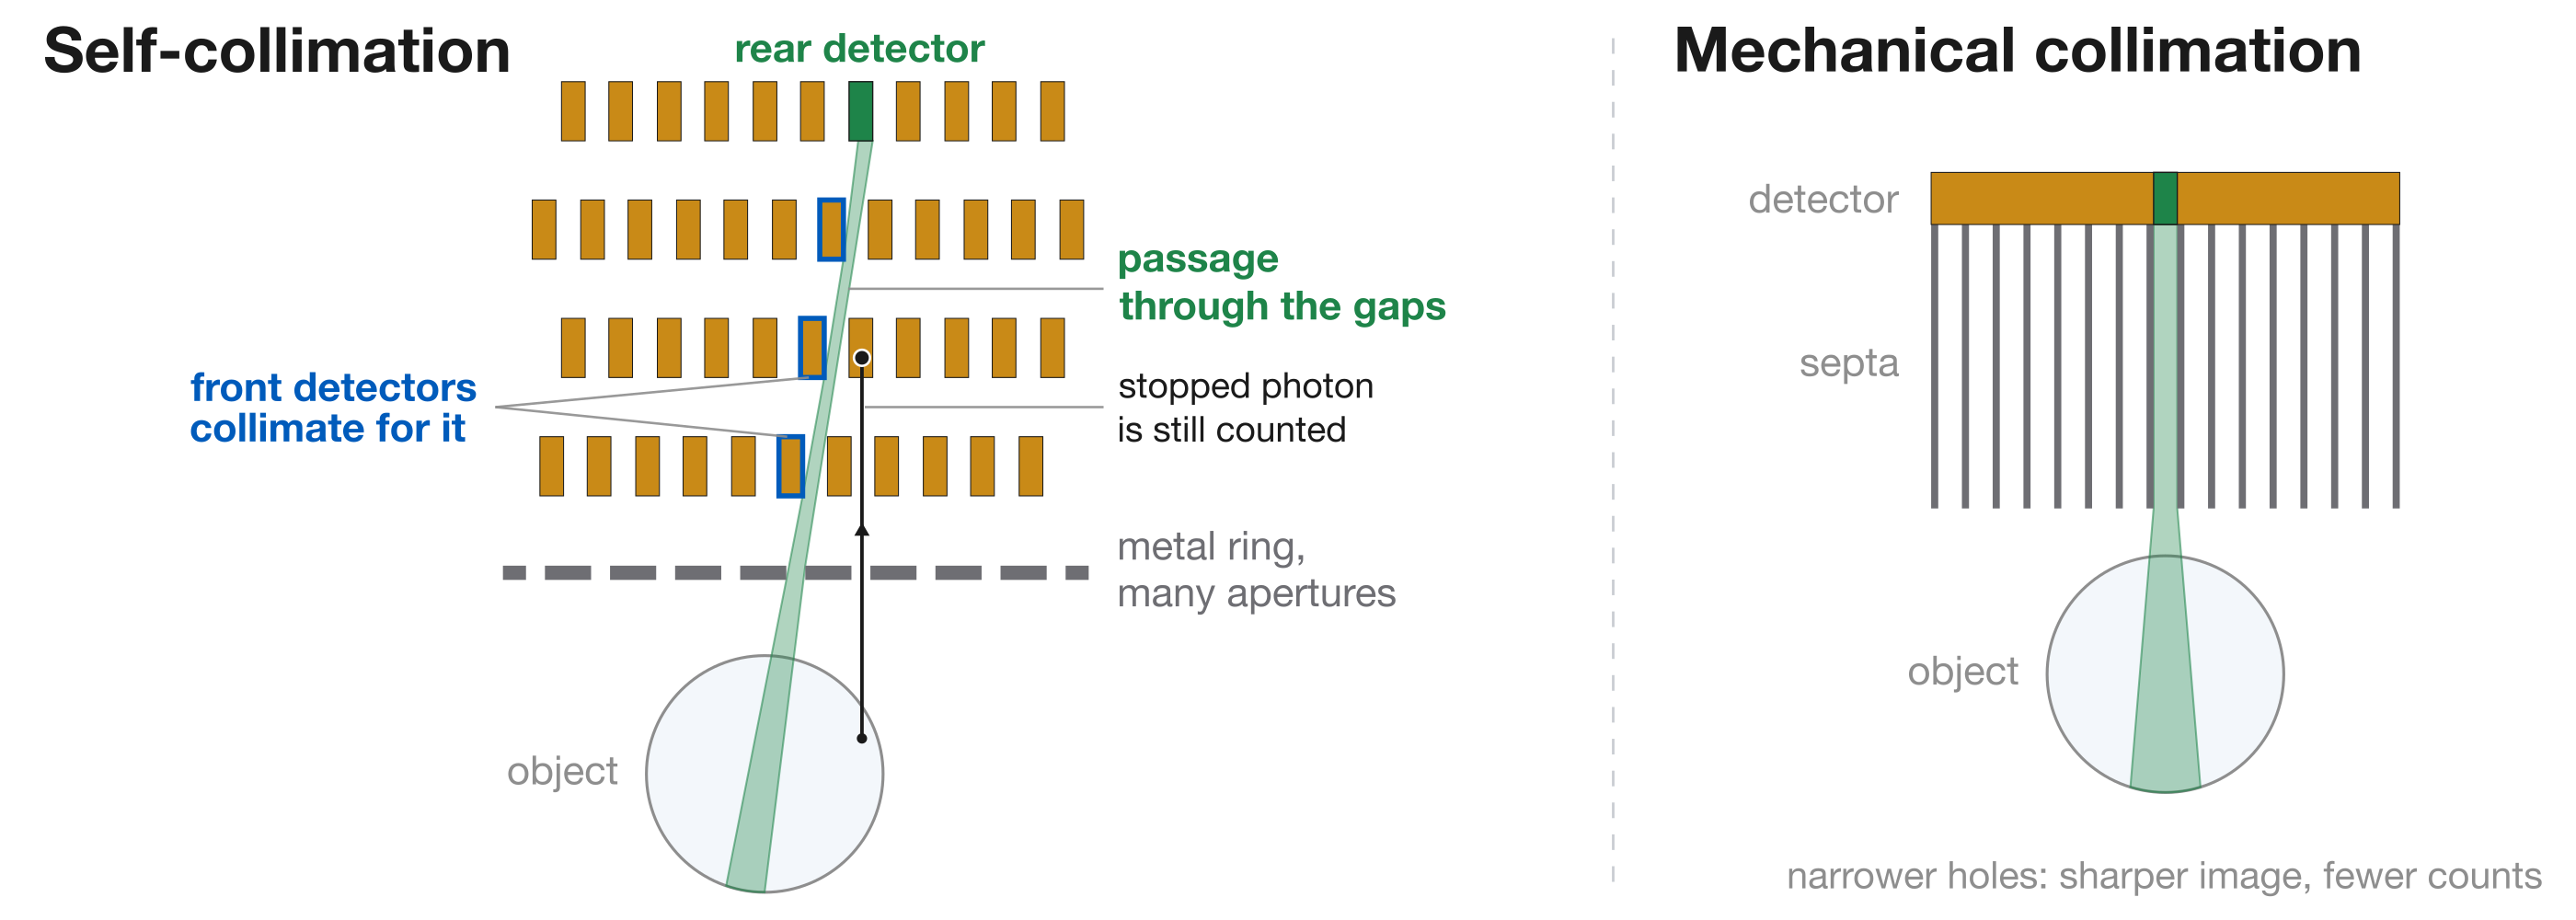 Self-collimation
rear detector
passage
through the gaps
front detectors
collimate for it
stopped photon
is still counted
metal ring,
many apertures
object
Mechanical collimation
detector
septa
object
narrower holes: sharper image, fewer counts